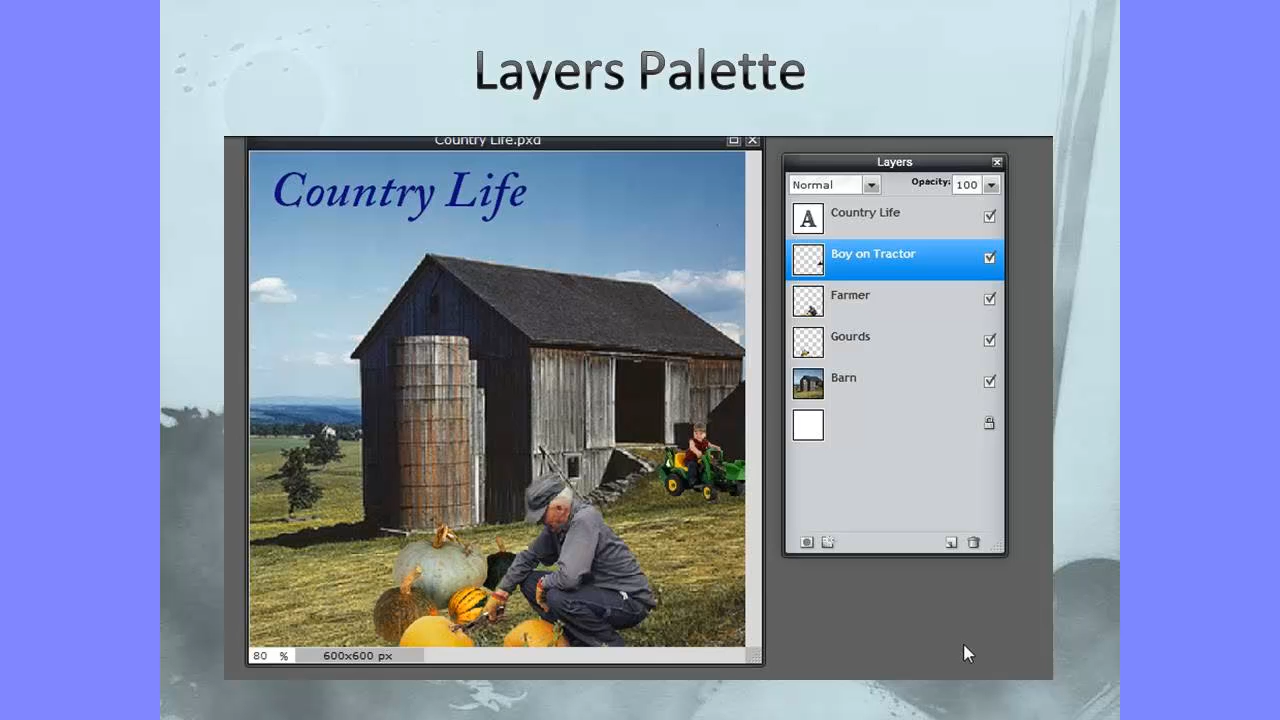 Layers Palette
Country Life.pxd
Country Life
Layers
Normal
Opacity: 100
A Country Life
Boy on Tractor
Farmer
Gourds
Barn
80 % 600x600 px